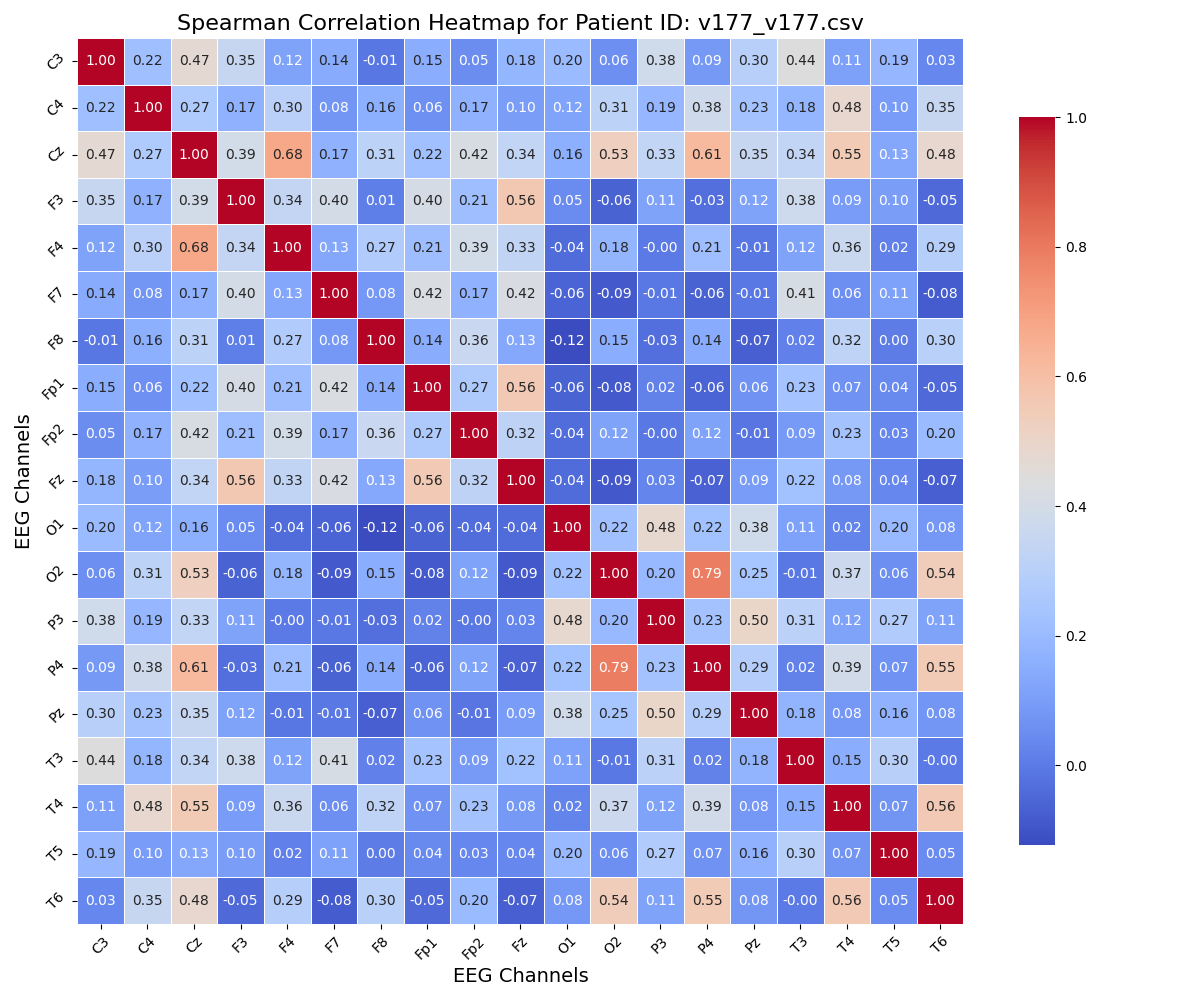 Spearman Correlation Heatmap for Patient ID: v177_v177.csv
EEG Channels
C3 1.00 0.22 0.47 0.35 0.12 0.14 -0.01 0.15 0.05 0.18 0.20 0.06 0.38 0.09 0.30 0.44 0.11 0.19 0.03
C4 0.22 1.00 0.27 0.17 0.30 0.08 0.16 0.06 0.17 0.10 0.12 0.31 0.19 0.38 0.23 0.18 0.48 0.10 0.35
Cz 0.47 0.27 1.00 0.39 0.68 0.17 0.31 0.22 0.42 0.34 0.16 0.53 0.33 0.61 0.35 0.34 0.55 0.13 0.48
F3 0.35 0.17 0.39 1.00 0.34 0.40 0.01 0.40 0.21 0.56 0.05 -0.06 0.11 -0.03 0.12 0.38 0.09 0.10 -0.05
F4 0.12 0.30 0.68 0.34 1.00 0.13 0.27 0.21 0.39 0.33 -0.04 0.18 -0.00 0.21 -0.01 0.12 0.36 0.02 0.29
F7 0.14 0.08 0.17 0.40 0.13 1.00 0.08 0.42 0.17 0.42 -0.06 -0.09 -0.01 -0.06 -0.01 0.41 0.06 0.11 -0.08
F8 -0.01 0.16 0.31 0.01 0.27 0.08 1.00 0.14 0.36 0.13 -0.12 0.15 -0.03 0.14 -0.07 0.02 0.32 0.00 0.30
Fp1 0.15 0.06 0.22 0.40 0.21 0.42 0.14 1.00 0.27 0.56 -0.06 -0.08 0.02 -0.06 0.06 0.23 0.07 0.04 -0.05
Fp2 0.05 0.17 0.42 0.21 0.39 0.17 0.36 0.27 1.00 0.32 -0.04 0.12 -0.00 0.12 -0.01 0.09 0.23 0.03 0.20
Fz 0.18 0.10 0.34 0.56 0.33 0.42 0.13 0.56 0.32 1.00 -0.04 -0.09 0.03 -0.07 0.09 0.22 0.08 0.04 -0.07
O1 0.20 0.12 0.16 0.05 -0.04 -0.06 -0.12 -0.06 -0.04 -0.04 1.00 0.22 0.48 0.22 0.38 0.11 0.02 0.20 0.08
O2 0.06 0.31 0.53 -0.06 0.18 -0.09 0.15 -0.08 0.12 -0.09 0.22 1.00 0.20 0.79 0.25 -0.01 0.37 0.06 0.54
P3 0.38 0.19 0.33 0.11 -0.00 -0.01 -0.03 0.02 -0.00 0.03 0.48 0.20 1.00 0.23 0.50 0.31 0.12 0.27 0.11
P4 0.09 0.38 0.61 -0.03 0.21 -0.06 0.14 -0.06 0.12 -0.07 0.22 0.79 0.23 1.00 0.29 0.02 0.39 0.07 0.55
Pz 0.30 0.23 0.35 0.12 -0.01 -0.01 -0.07 0.06 -0.01 0.09 0.38 0.25 0.50 0.29 1.00 0.18 0.08 0.16 0.08
T3 0.44 0.18 0.34 0.38 0.12 0.41 0.02 0.23 0.09 0.22 0.11 -0.01 0.31 0.02 0.18 1.00 0.15 0.30 -0.00
T4 0.11 0.48 0.55 0.09 0.36 0.06 0.32 0.07 0.23 0.08 0.02 0.37 0.12 0.39 0.08 0.15 1.00 0.07 0.56
T5 0.19 0.10 0.13 0.10 0.02 0.11 0.00 0.04 0.03 0.04 0.20 0.06 0.27 0.07 0.16 0.30 0.07 1.00 0.05
T6 0.03 0.35 0.48 -0.05 0.29 -0.08 0.30 -0.05 0.20 -0.07 0.08 0.54 0.11 0.55 0.08 -0.00 0.56 0.05 1.00
C3 C4 Cz F3 F4 F7 F8 Fp1 Fp2 Fz O1 O2 P3 P4 Pz T3 T4 T5 T6
EEG Channels
1.0
0.8
0.6
0.4
0.2
0.0